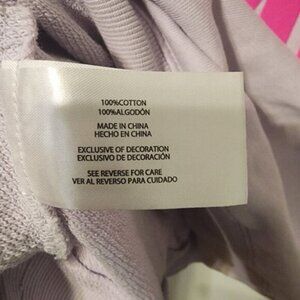 100%COTTON
100%ALGODÓN
MADE IN CHINA
HECHO EN CHINA
EXCLUSIVE OF DECORATION
EXCLUSIVO DE DECORACIÓN
SEE REVERSE FOR CARE
VER AL REVERSO PARA CUIDADO